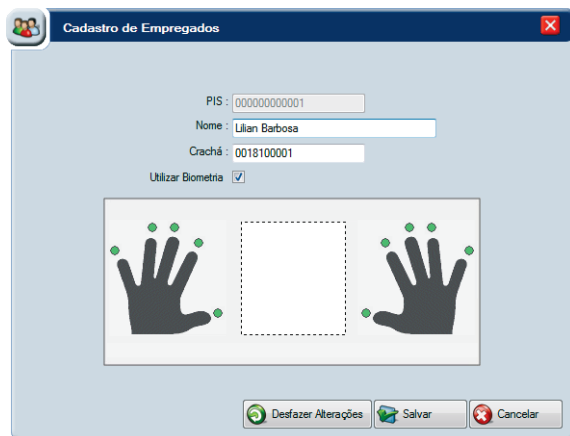 Cadastro de Empregados
PIS : 000000000001
Nome : Lilian Barbosa
Crachá : 0018100001
Utilizar Biometria
Desfazer Alterações Salvar Cancelar